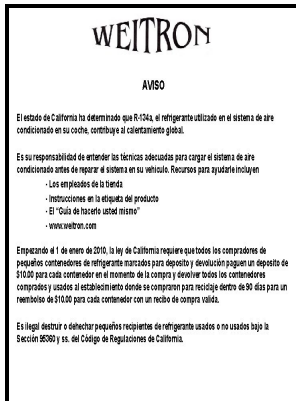 WEITRON
AVISO
El estado de California ha determinado que R-134a, el refrigerante utilizado en el sistema de aire
condicionado en su coche, contribuye al calentamiento global.
Es su responsabilidad de entender las técnicas adecuadas para cargar el sistema de aire
condicionado antes de reparar el sistema en su vehículo. Recursos para ayudarle incluyen
- Los empleados de la tienda
- Instrucciones en la etiqueta del producto
- El "Guía de hacerlo usted mismo"
- www.weitron.com
Empezando el 1 de enero de 2010, la ley de California requiere que todos los compradores de
pequeños contenedores de refrigerante marcados para deposito y devolución paguen un deposito de
$10.00 para cada contenedor en el momento de la compra y devolver todos los contenedores
comprados y usados al establecimiento donde se compraron para reciclaje dentro de 90 días para un
reembolso de $10.00 para cada contenedor con un recibo de compra valida.
Es ilegal destruir o dehechar pequeños recipientes de refrigerante usados o no usados bajo la
Sección 95360 y ss. del Código de Regulaciones de California.